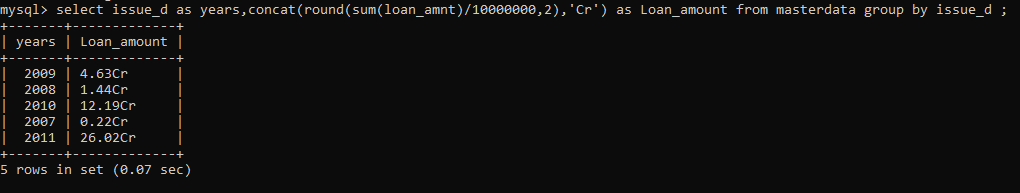 mysql> select issue_d as years,concat(round(sum(loan_amnt)/10000000,2),'Cr') as Loan_amount from masterdata group by issue_d ;
+-------+-------------+
| years | Loan_amount |
+-------+-------------+
|  2009 | 4.63Cr      |
|  2008 | 1.44Cr      |
|  2010 | 12.19Cr     |
|  2007 | 0.22Cr      |
|  2011 | 26.02Cr     |
+-------+-------------+
5 rows in set (0.07 sec)